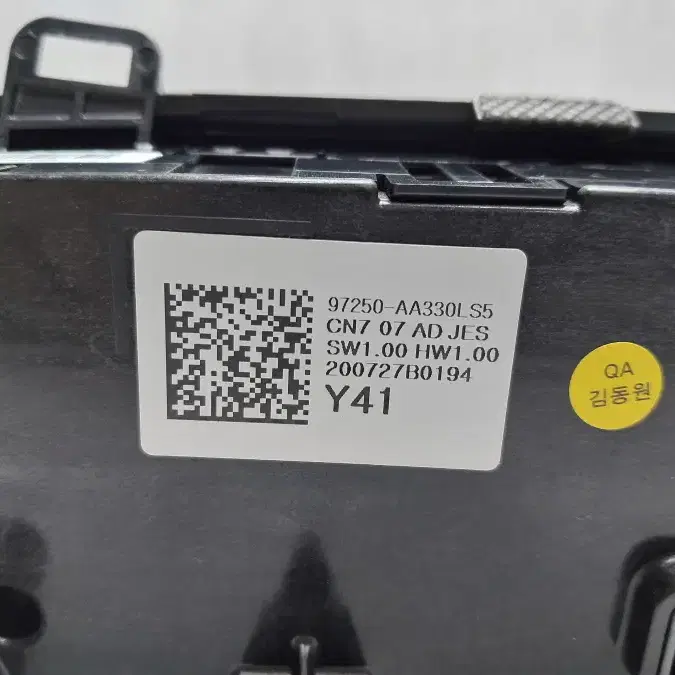 97250-AA330LS5
CN7 07 AD JES
SW1.00 HW1.00
200727B0194
Y41
QA
김동원